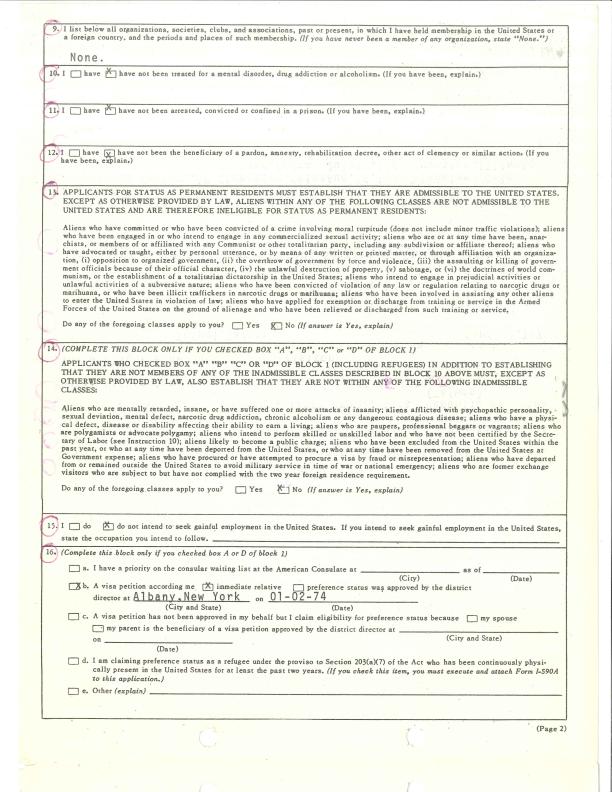 9. I list below all organizations, societies, clubs, and associations, past or present, in which I have held membership in the United States or
a foreign country, and the periods and places of such membership. (If you have never been a member of any organization, state "None.")
None.
10. I have X have not been treated for a mental disorder, drug addiction or alcoholism. (If you have been, explain.)
11. I have X have not been arrested, convicted or confined in a prison. (If you have been, explain.)
12. I have X have not been the beneficiary of a pardon, amnesty, rehabilitation decree, other act of clemency or similar action. (If you
have been, explain.)
13. APPLICANTS FOR STATUS AS PERMANENT RESIDENTS MUST ESTABLISH THAT THEY ARE ADMISSIBLE TO THE UNITED STATES.
EXCEPT AS OTHERWISE PROVIDED BY LAW, ALIENS WITHIN ANY OF THE FOLLOWING CLASSES ARE NOT ADMISSIBLE TO THE
UNITED STATES AND ARE THEREFORE INELIGIBLE FOR STATUS AS PERMANENT RESIDENTS:
Aliens who have committed or who have been convicted of a crime involving moral turpitude (does not include minor traffic violations); aliens
who have been engaged in or who intend to engage in any commercialized sexual activity; aliens who are or at any time have been, anar-
chists, or members of or affiliated with any Communist or other totalitarian party, including any subdivision or affiliate thereof; aliens who
have advocated or taught, either by personal utterance, or by means of any written or printed matter, or through affiliation with an organiza-
tion, (i) opposition to organized government, (ii) the overthrow of government by force and violence, (iii) the assaulting or killing of govern-
ment officials because of their official character, (iv) the unlawful destruction of property, (v) sabotage, or (vi) the doctrines of world com-
munism, or the establishment of a totalitarian dictatorship in the United States; aliens who intend to engage in prejudicial activities or
unlawful activities of a subversive nature; aliens who have been convicted of violation of any law or regulation relating to narcotic drugs or
marihuana, or who have been illicit traffickers in narcotic drugs or marihuana; aliens who have been involved in assisting any other aliens
to enter the United States in violation of law; aliens who have applied for exemption or discharge from training or service in the Armed
Forces of the United States on the ground of alienage and who have been relieved or discharged from such training or service.
Do any of the foregoing classes apply to you? Yes X No (If answer is Yes, explain)
14. (COMPLETE THIS BLOCK ONLY IF YOU CHECKED BOX "A", "B", "C" or "D" OF BLOCK 1)
APPLICANTS WHO CHECKED BOX "A" "B" "C" OR "D" OF BLOCK 1 (INCLUDING REFUGEES) IN ADDITION TO ESTABLISHING
THAT THEY ARE NOT MEMBERS OF ANY OF THE INADMISSIBLE CLASSES DESCRIBED IN BLOCK 10 ABOVE MUST, EXCEPT AS
OTHERWISE PROVIDED BY LAW, ALSO ESTABLISH THAT THEY ARE NOT WITHIN ANY OF THE FOLLOWING INADMISSIBLE
CLASSES:
Aliens who are mentally retarded, insane, or have suffered one or more attacks of insanity; aliens afflicted with psychopathic personality,
sexual deviation, mental defect, narcotic drug addiction, chronic alcoholism or any dangerous contagious disease; aliens who have a physi-
cal defect, disease or disability affecting their ability to earn a living; aliens who are paupers, professional beggars or vagrants; aliens who
are polygamists or advocate polygamy; aliens who intend to perform skilled or unskilled labor and who have not been certified by the Secre-
tary of Labor (see Instruction 10); aliens likely to become a public charge; aliens who have been excluded from the United States within the
past year, or who at any time have been deported from the United States, or who at any time have been removed from the United States at
Government expense; aliens who have procured or have attempted to procure a visa by fraud or misrepresentation; aliens who have departed
from or remained outside the United States to avoid military service in time of war or national emergency; aliens who are former exchange
visitors who are subject to but have not complied with the two year foreign residence requirement.
Do any of the foregoing classes apply to you? Yes X No (If answer is Yes, explain)
15. I do X do not intend to seek gainful employment in the United States. If you intend to seek gainful employment in the United States,
state the occupation you intend to follow.
16. (Complete this block only if you checked box A or D of block 1)
a. I have a priority on the consular waiting list at the American Consulate at as of
(City) (Date)
X b. A visa petition according me X immediate relative preference status was approved by the district
director at Albany, New York on 01-02-74
(City and State) (Date)
c. A visa petition has not been approved in my behalf but I claim eligibility for preference status because my spouse
my parent is the beneficiary of a visa petition approved by the district director at
on (City and State)
(Date)
d. I am claiming preference status as a refugee under the proviso to Section 203(a)(7) of the Act who has been continuously physi-
cally present in the United States for at least the past two years. (If you check this item, you must execute and attach Form I-590A
to this application.)
e. Other (explain)
(Page 2)